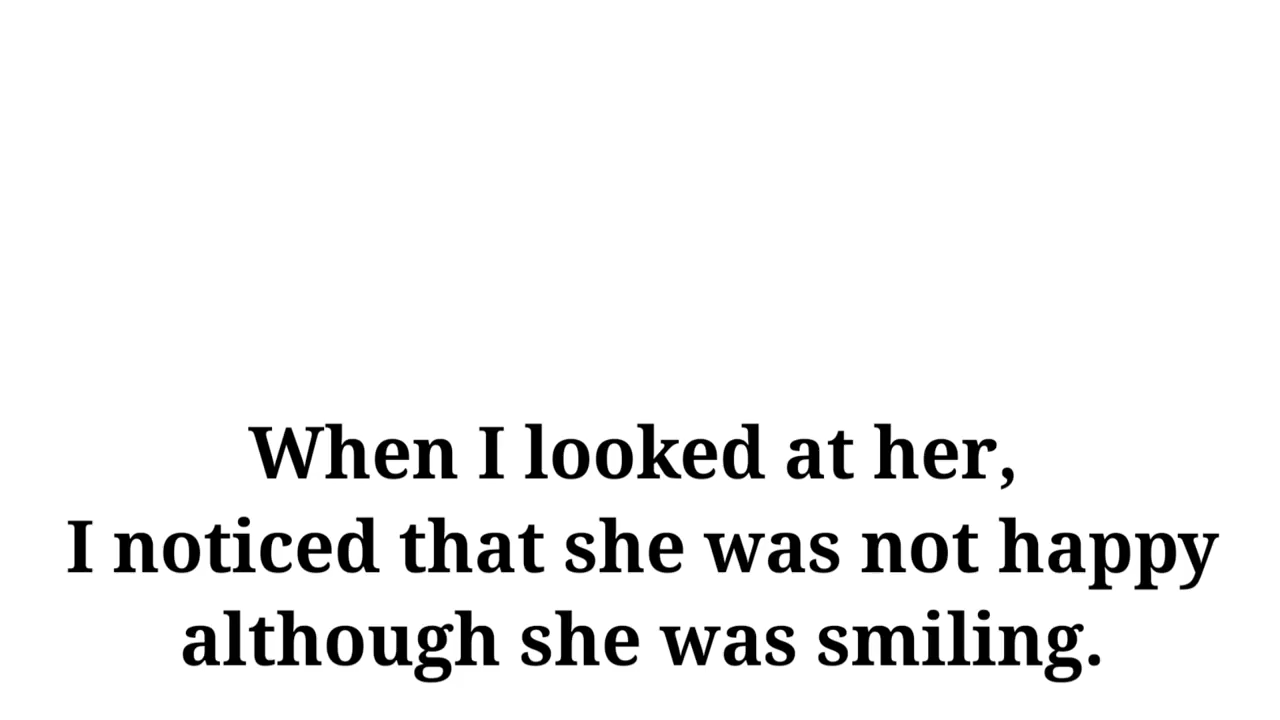 When I looked at her,
I noticed that she was not happy
although she was smiling.